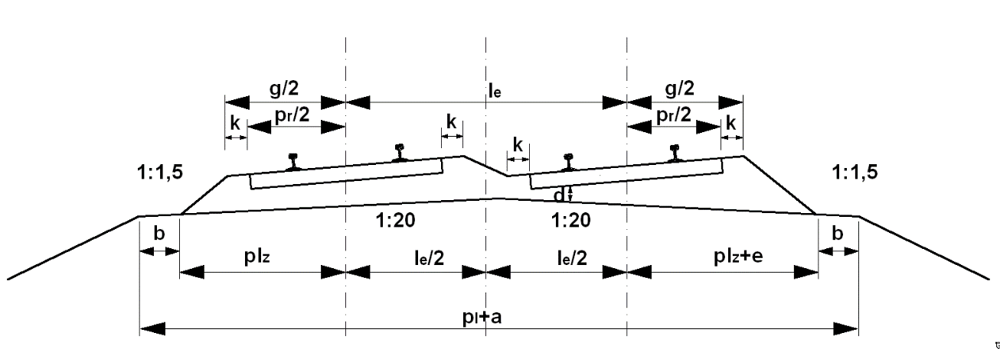 g/2 le g/2
k pr/2 k pr/2 k
k
1:1,5 1:1,5
d
1:20 1:20
b b
plz le/2 le/2 plz+e
pl+a